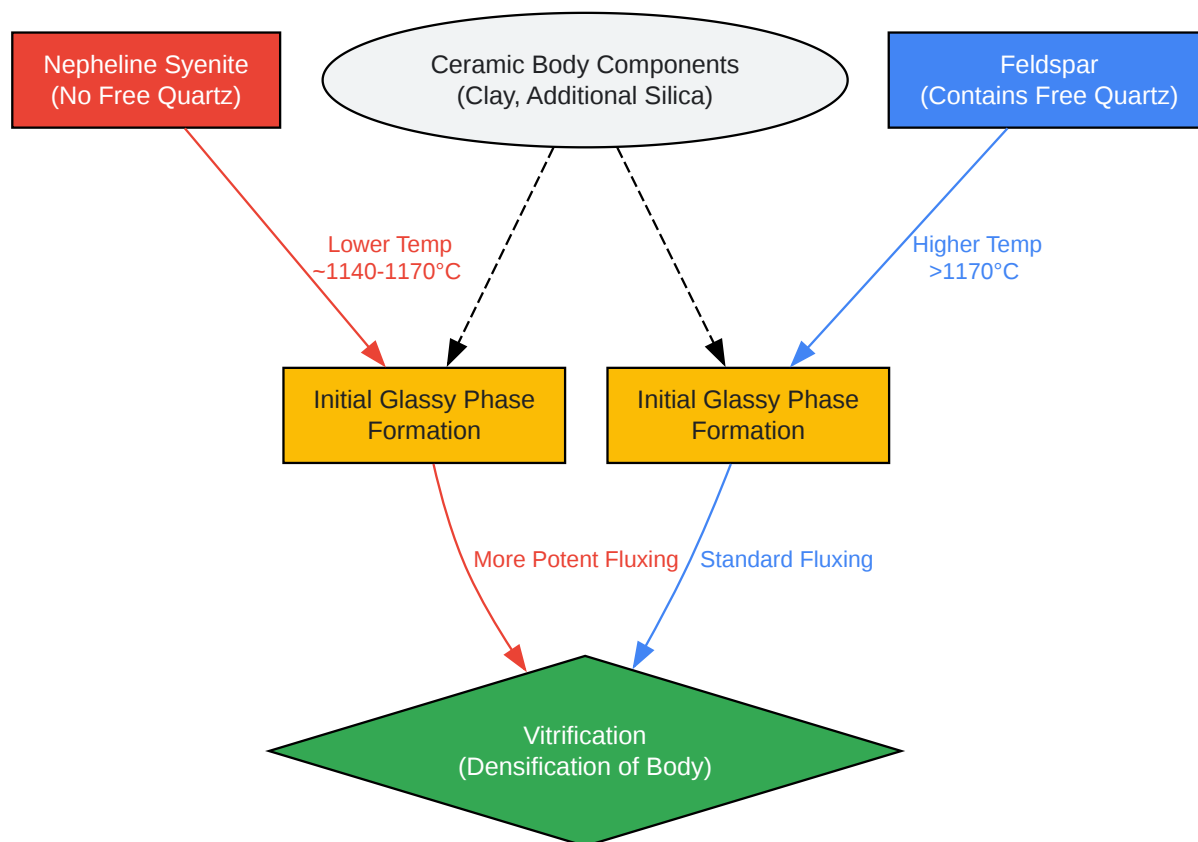 Nepheline Syenite
(No Free Quartz)
Ceramic Body Components
(Clay, Additional Silica)
Feldspar
(Contains Free Quartz)
Lower Temp
~1140-1170°C
Higher Temp
>1170°C
Initial Glassy Phase
Formation
Initial Glassy Phase
Formation
More Potent Fluxing
Standard Fluxing
Vitrification
(Densification of Body)